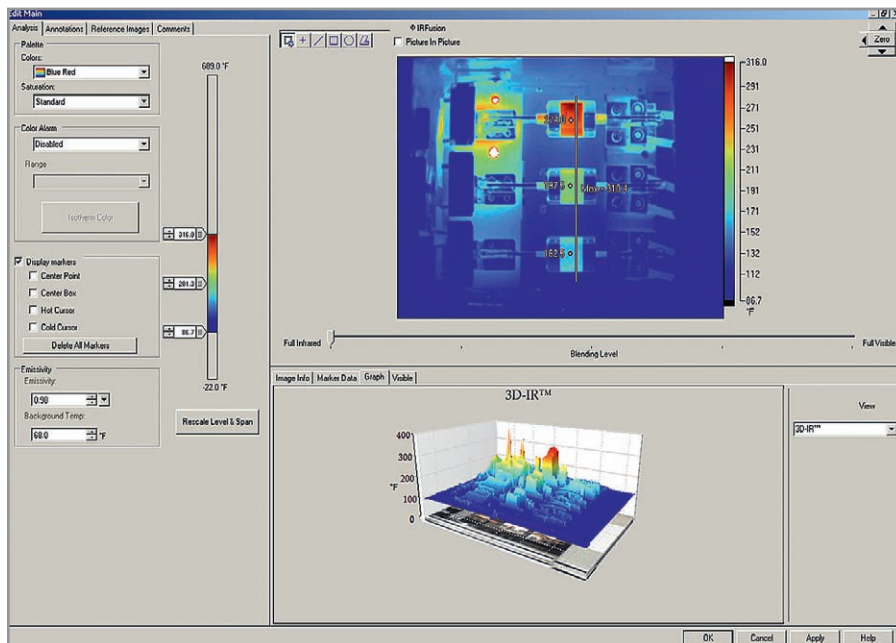 Edit Main
Analysis
Annotations
Reference Images
Comments
Palette
Colors:
Blue Red
Saturation:
Standard
Color Alarm
Disabled
Range
Isotherm Color
Display markers
Center Point
Center Box
Hot Cursor
Cold Cursor
Delete All Markers
Emissivity
Emissivity:
0.98
Background Temp:
68.0
°F
689.0 °F
316.0
201.3
86.7
-22.0 °F
Rescale Level & Span
IRFusion
Picture In Picture
Zero
316.0
291
271
251
231
211
191
171
152
132
112
86.7
°F
162.5
Full Infrared
Full Visible
Blending Level
Image Info
Marker Data
Graph
Visible
3D-IR™
400
300
200
°F
100
0
View
3D-IR™
OK
Cancel
Apply
Help